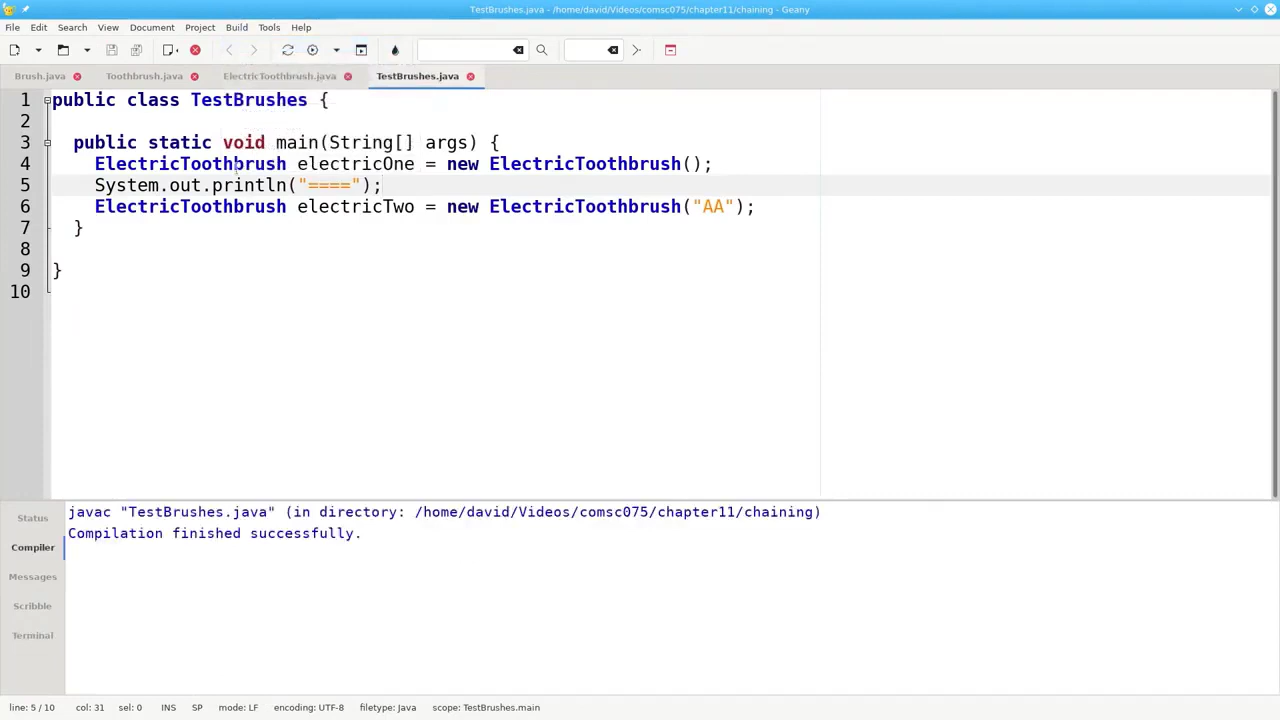 TestBrushes.java - /home/david/Videos/comsc075/chapter11/chaining - Geany
File Edit Search View Document Project Build Tools Help
Brush.java Toothbrush.java ElectricToothbrush.java TestBrushes.java
1 public class TestBrushes {
2
3 public static void main(String[] args) {
4 ElectricToothbrush electricOne = new ElectricToothbrush();
5 System.out.println("====");
6 ElectricToothbrush electricTwo = new ElectricToothbrush("AA");
7 }
8
9 }
10
Status
Compiler
Messages
Scribble
Terminal
javac "TestBrushes.java" (in directory: /home/david/Videos/comsc075/chapter11/chaining)
Compilation finished successfully.
line: 5 / 10 col: 31 sel: 0 INS SP mode: LF encoding: UTF-8 filetype: Java scope: TestBrushes.main